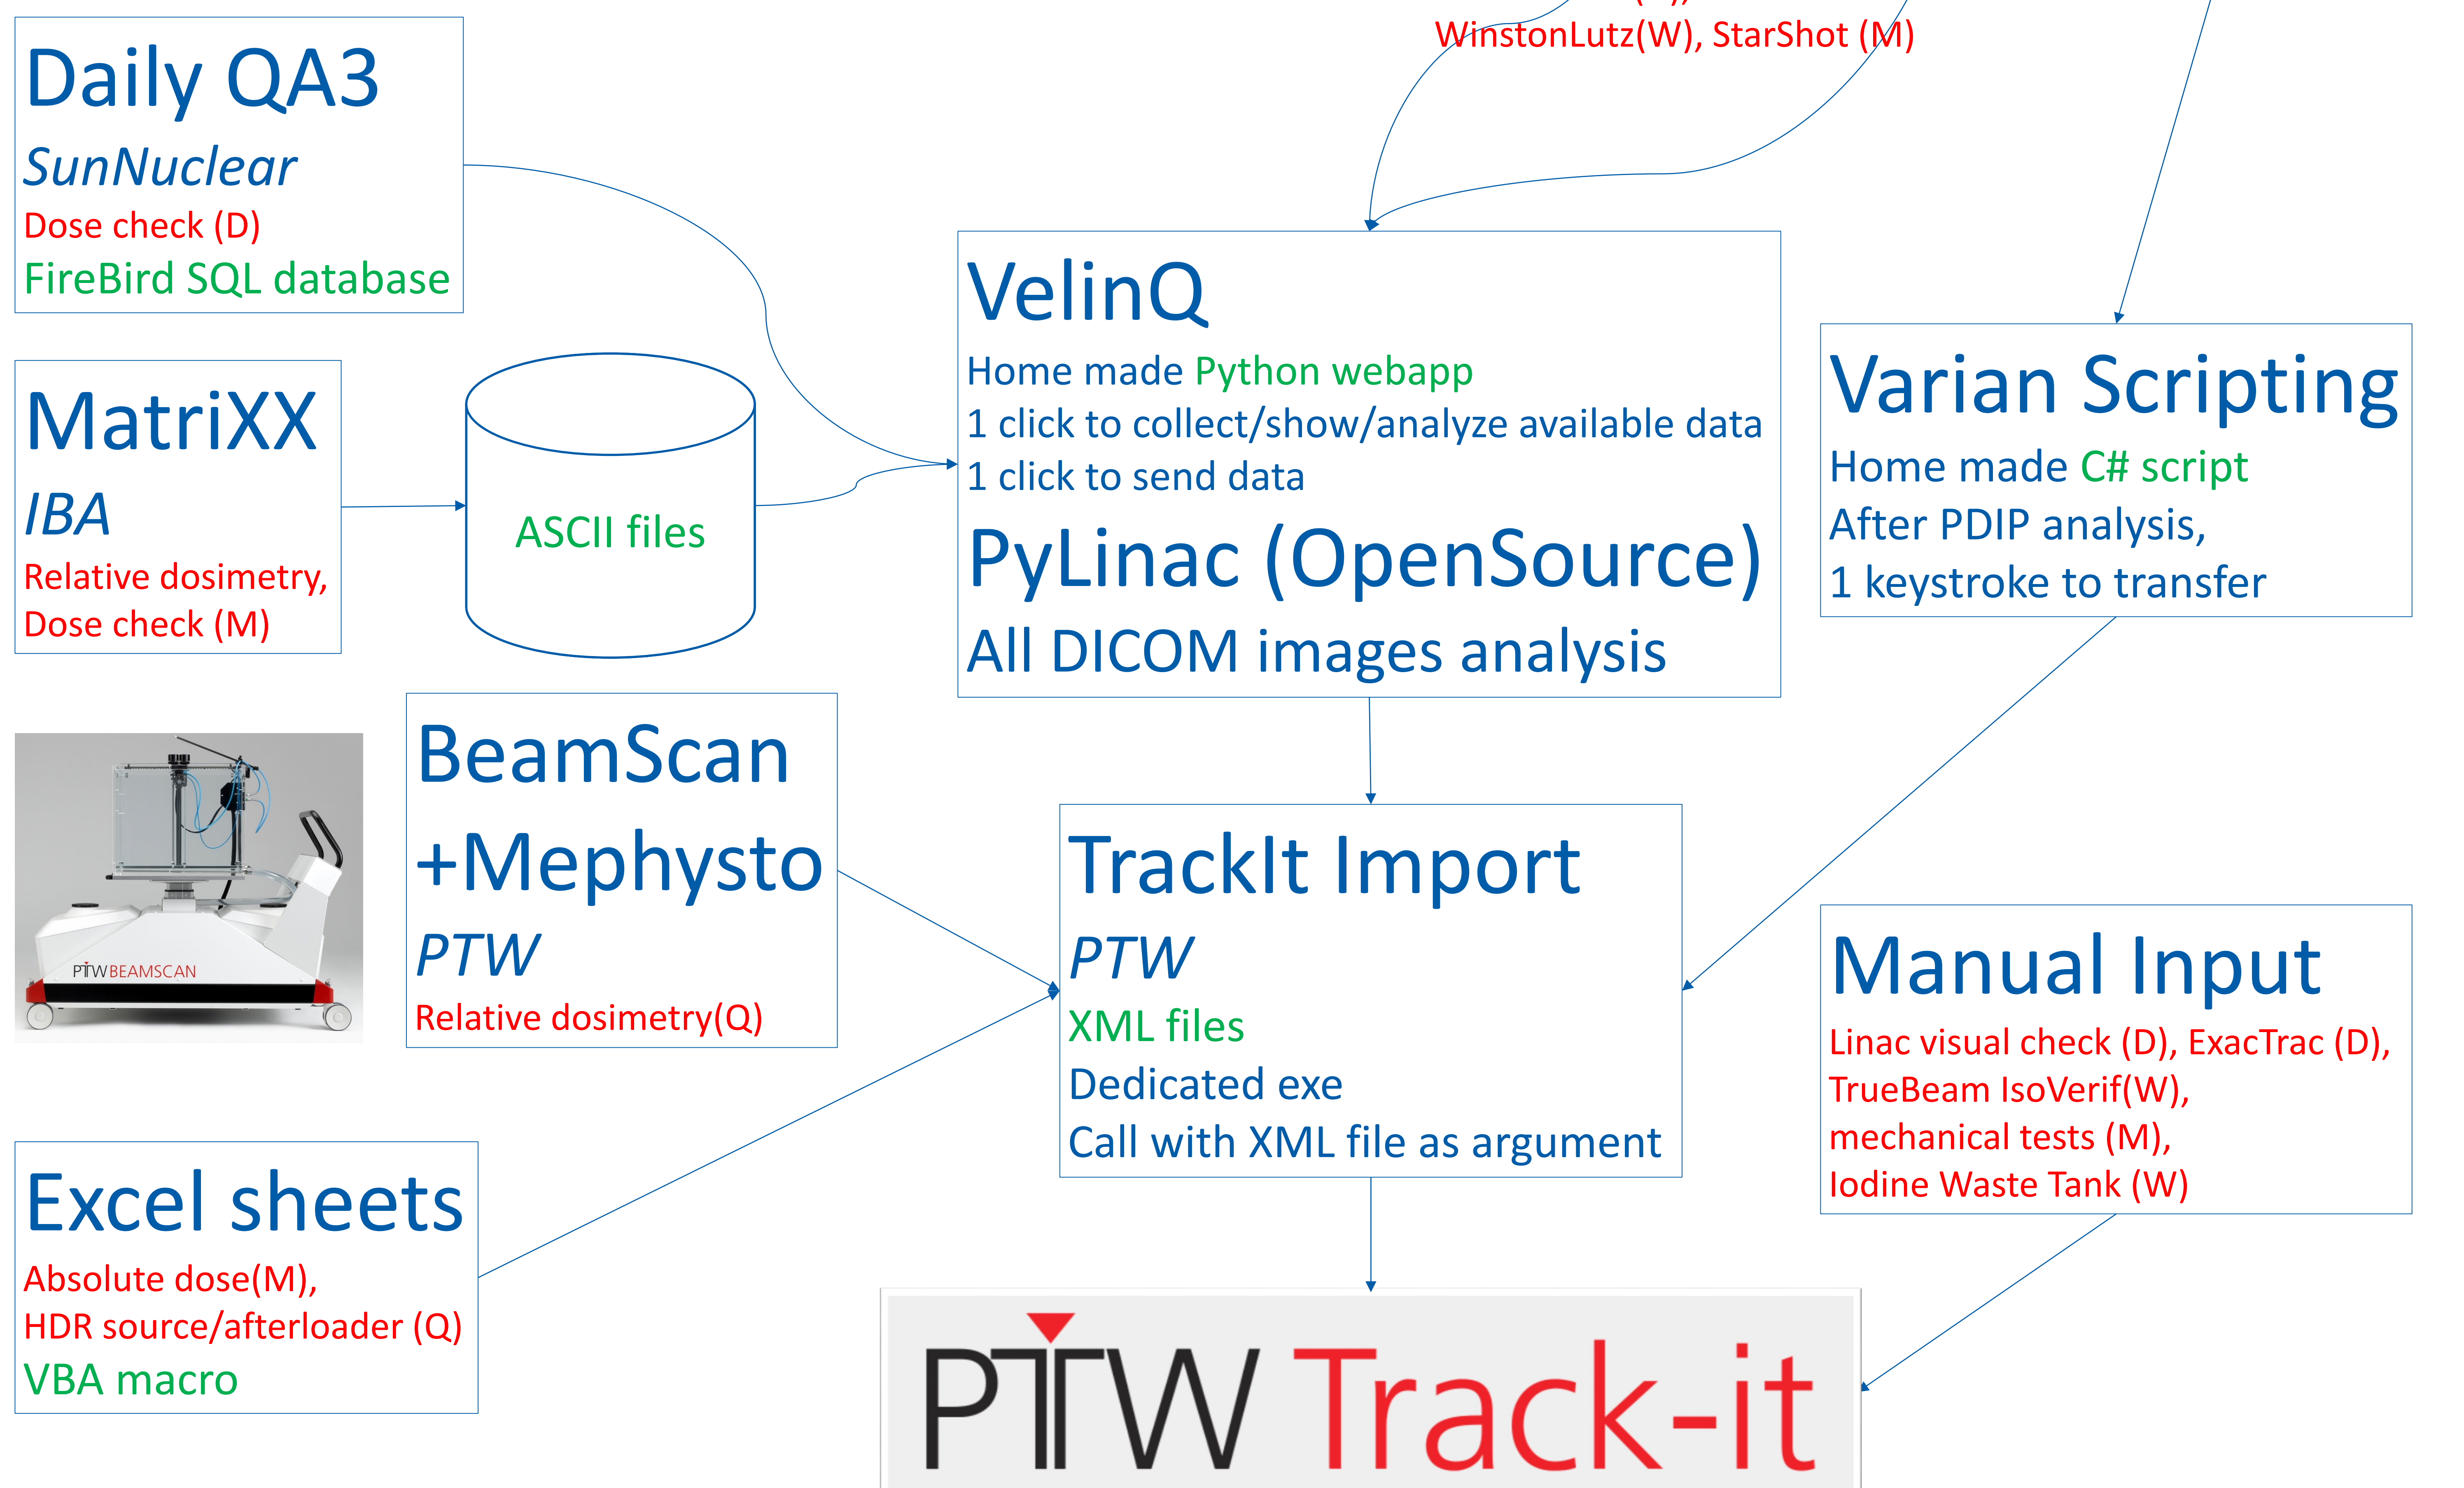 WinstonLutz(W), StarShot (M)
Daily QA3
SunNuclear
Dose check (D)
FireBird SQL database
MatriXX
IBA
Relative dosimetry,
Dose check (M)
ASCII files
VelinQ
Home made Python webapp
1 click to collect/show/analyze available data
1 click to send data
PyLinac (OpenSource)
All DICOM images analysis
Varian Scripting
Home made C# script
After PDIP analysis,
1 keystroke to transfer
PTW BEAMSCAN
BeamScan
+Mephysto
PTW
Relative dosimetry(Q)
TrackIt Import
PTW
XML files
Dedicated exe
Call with XML file as argument
Manual Input
Linac visual check (D), ExacTrac (D),
TrueBeam IsoVerif(W),
mechanical tests (M),
Iodine Waste Tank (W)
Excel sheets
Absolute dose(M),
HDR source/afterloader (Q)
VBA macro
PTW Track-it